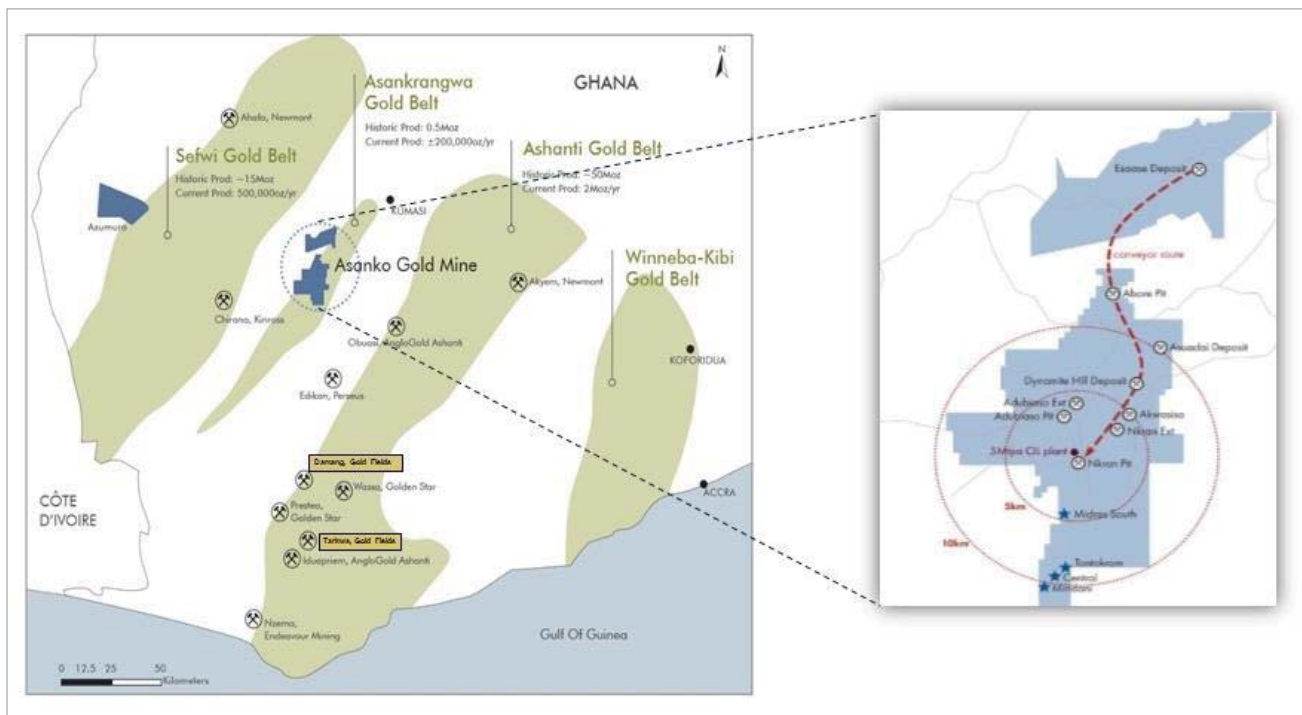 N
GHANA
Asankrangwa
Gold Belt
Historic Prod: 0.5Moz
Current Prod: ±200,000oz/yr
Ahafo, Newmont
Sefwi Gold Belt
Historic Prod: ~15Moz
Current Prod: 500,000oz/yr
Ashanti Gold Belt
Historic Prod: ~50Moz
Current Prod: 2Moz/yr
Azumura
KUMASI
Asanko Gold Mine
Winneba-Kibi
Gold Belt
Akyem, Newmont
Chirano, Kinross
Obuasi, AngloGold Ashanti
KOFORIDUA
Edikan, Perseus
Damang, Gold Fields
Wassa, Golden Star
Prestea,
Golden Star
Tarkwa, Gold Fields
Iduapriem, AngloGold Ashanti
CÔTE
D'IVOIRE
ACCRA
Nzema,
Endeavour Mining
Gulf Of Guinea
0 12.5 25 50
Kilometers
Esaase Deposit
conveyor route
Abore Pit
Asuadai Deposit
Dynamite Hill Deposit
Adubiaso Ext
Adubiaso Pit
Akwasiso
Nkran Ext
5Mtpa CIL plant
Nkran Pit
5km
Midras South
10km
Tontokrom
Central
Miradani